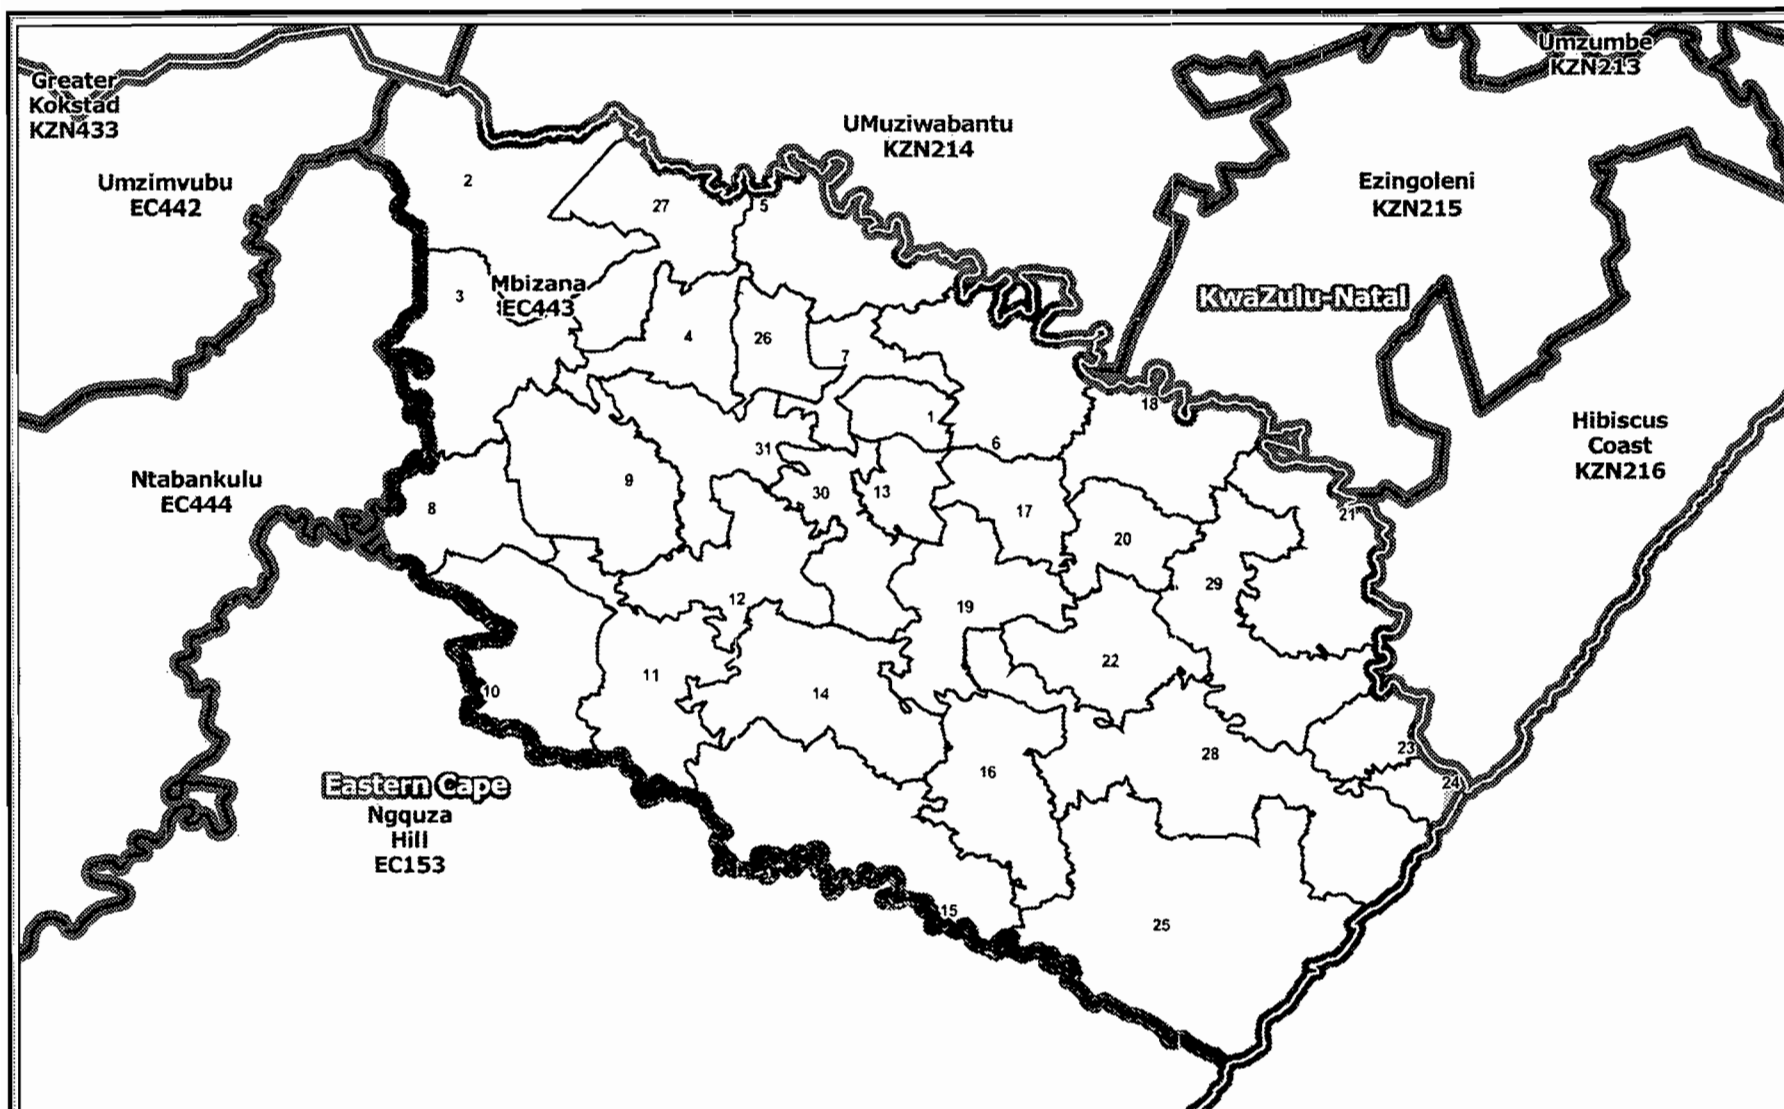 Umzumbe
KZN213
Greater
Kokstad
KZN433
UMuziwabantu
KZN214
Umzimvubu
EC442
Ezingoleni
KZN215
2
27
5
Mbizana
EC443
KwaZulu-Natal
3
4
26
7
18
1
6
Hibiscus
Coast
KZN216
31
9
30
13
Ntabankulu
EC444
8
17
21
20
29
12
19
22
11
10
14
28
23
16
24
Eastern Cape
Ngquza
Hill
EC153
15
25